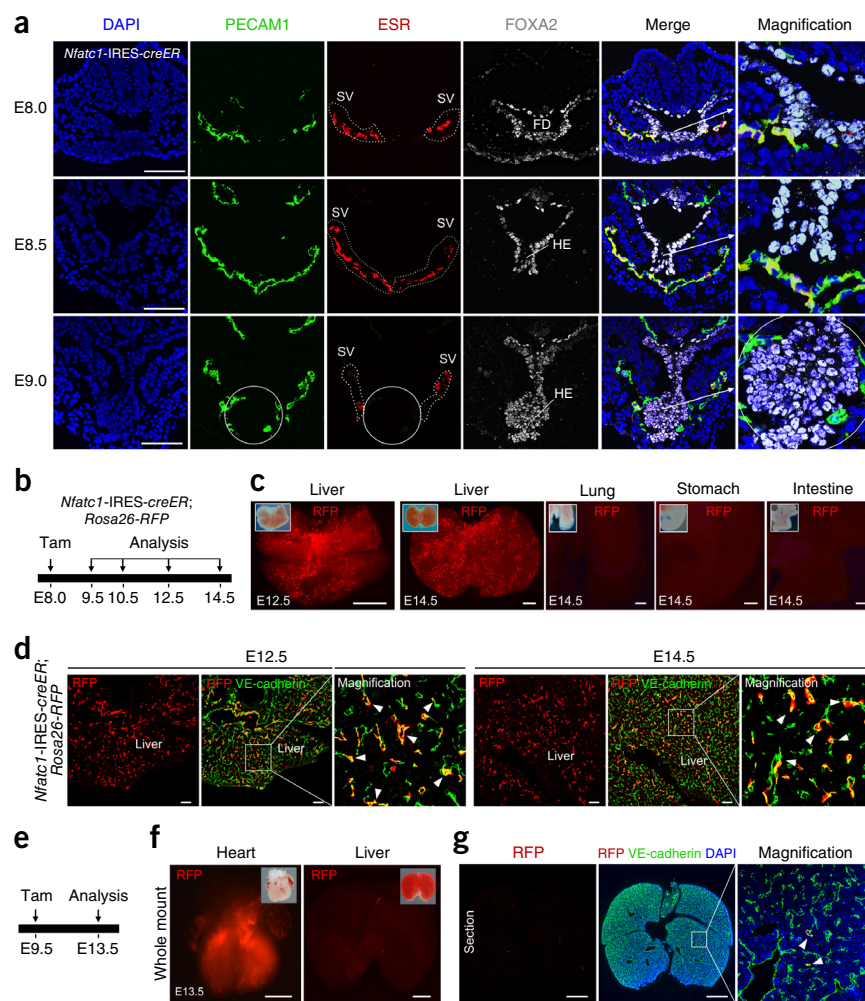 a
DAPI PECAM1 ESR FOXA2 Merge Magnification
Nfatc1-IRES-creER
E8.0
SV SV
FD
E8.5
SV SV
HE
E9.0
SV SV
HE
b
Nfatc1-IRES-creER;
Rosa26-RFP
Tam Analysis
E8.0 9.5 10.5 12.5 14.5
c
Liver Liver Lung Stomach Intestine
RFP RFP RFP RFP RFP
E12.5 E14.5 E14.5 E14.5 E14.5
d
Nfatc1-IRES-creER;
Rosa26-RFP
E12.5 E14.5
RFP RFP VE-cadherin Magnification RFP RFP VE-cadherin Magnification
Liver Liver Liver Liver
e
Tam Analysis
E9.5 E13.5
f
Heart Liver
Whole mount
RFP RFP
E13.5
g
RFP RFP VE-cadherin DAPI Magnification
Section